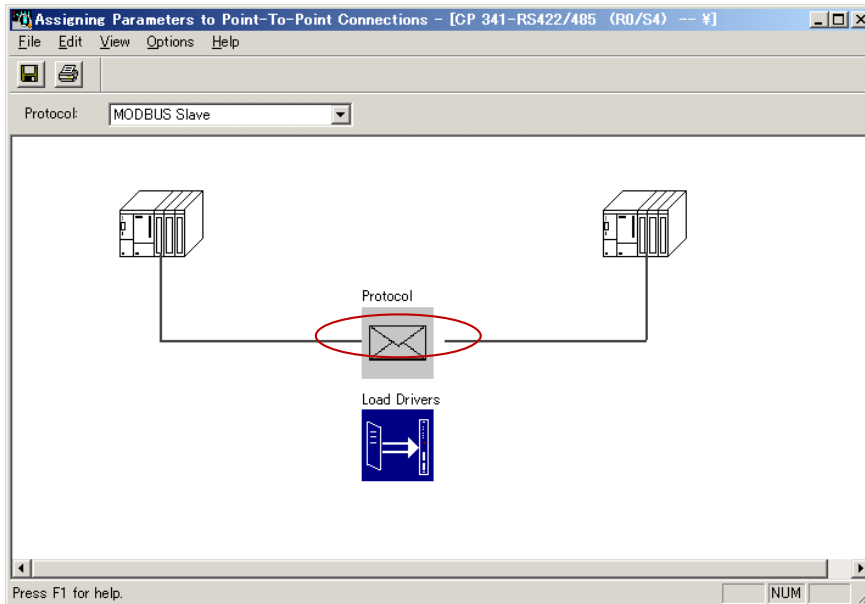 Assigning Parameters to Point-To-Point Connections - [CP 341-RS422/485 (R0/S4) -- ¥]
File Edit View Options Help
Protocol: MODBUS Slave
Protocol
Load Drivers
Press F1 for help. NUM